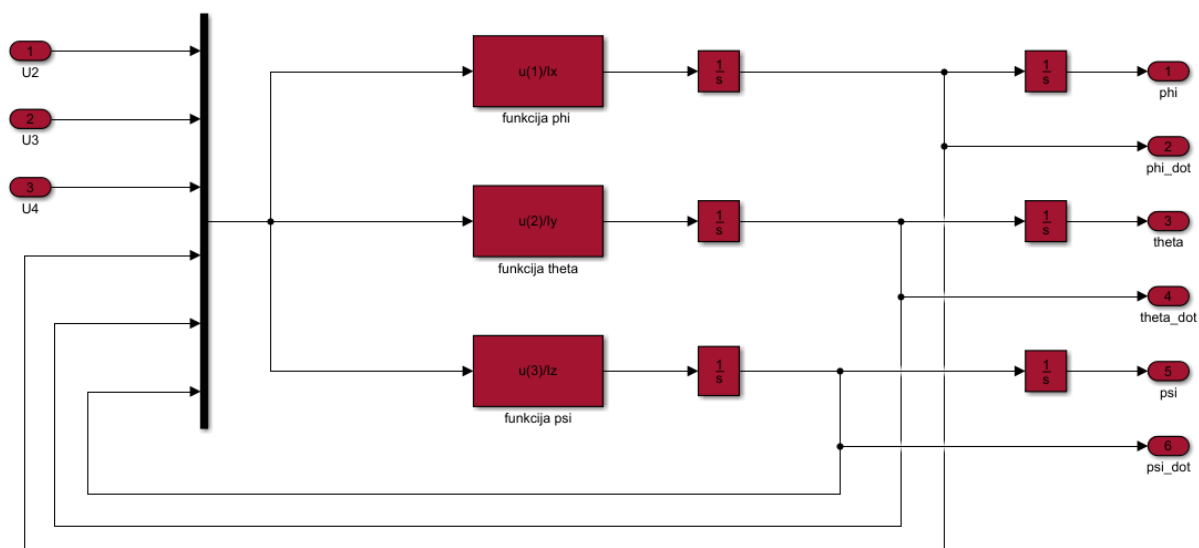 1
U2
2
U3
3
U4
u(1)/Ix
funkcija phi
1
s
1
s
1
phi
2
phi_dot
u(2)/Iy
funkcija theta
1
s
1
s
3
theta
4
theta_dot
u(3)/Iz
funkcija psi
1
s
1
s
5
psi
6
psi_dot